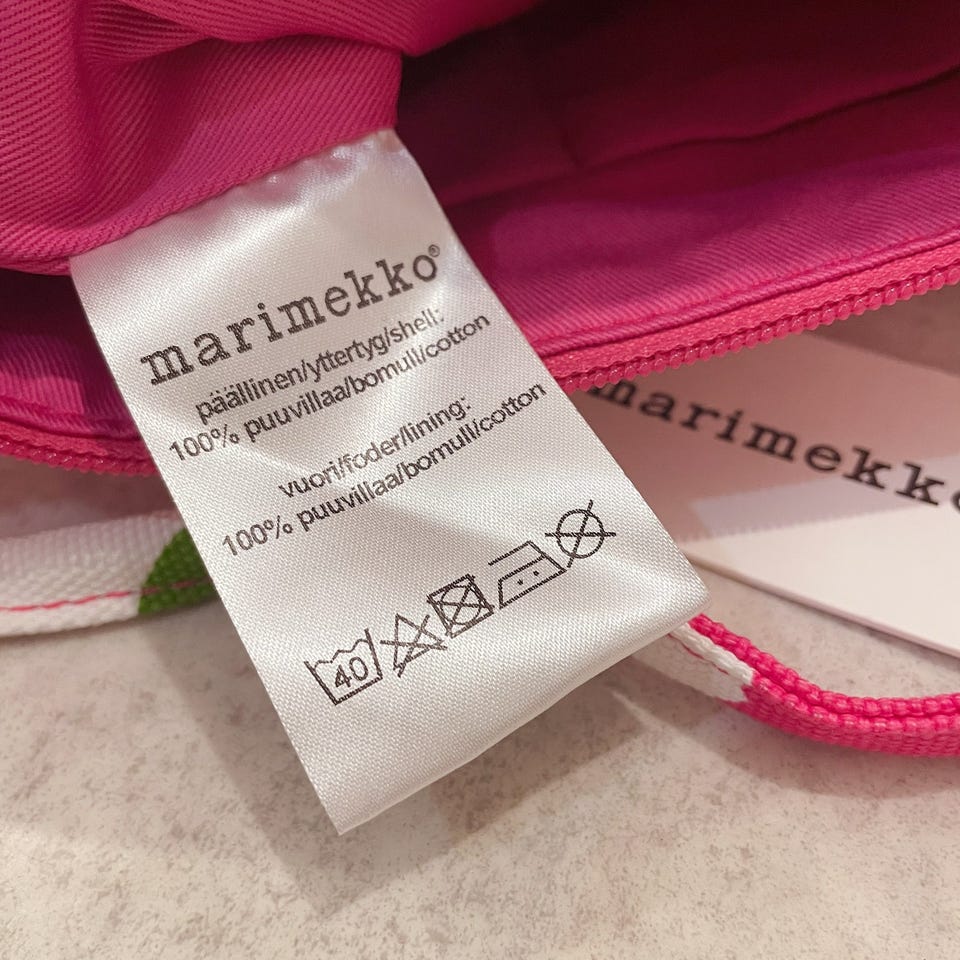 marimekko®
päällinen/yttertyg/shell:
100% puuvillaa/bomull/cotton
vuori/foder/lining:
100% puuvillaa/bomull/cotton
40
marimekko